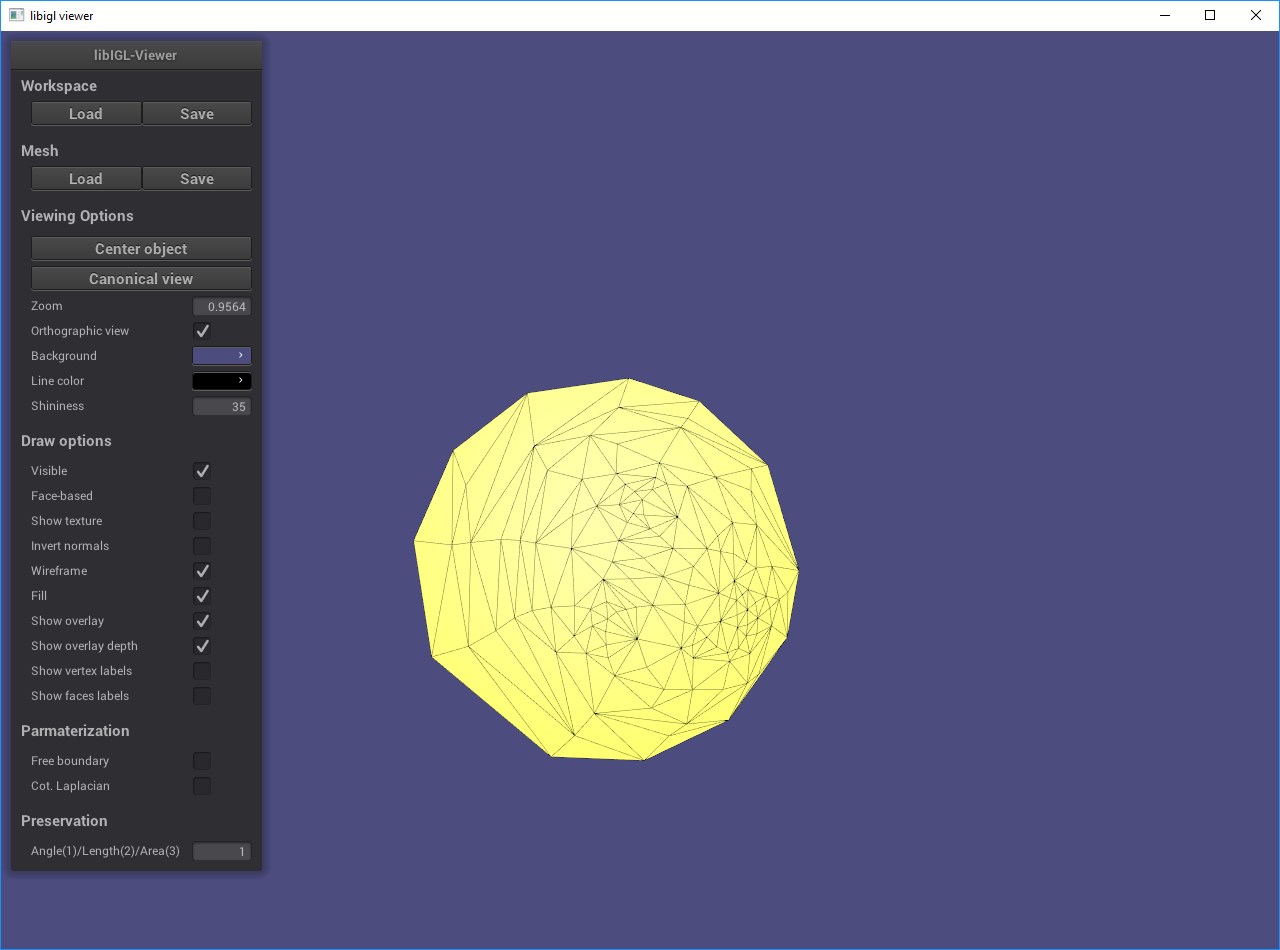 libigl viewer
libIGL-Viewer
Workspace
Load Save
Mesh
Load Save
Viewing Options
Center object
Canonical view
Zoom 0.9564
Orthographic view
Background
Line color
Shininess 35
Draw options
Visible
Face-based
Show texture
Invert normals
Wireframe
Fill
Show overlay
Show overlay depth
Show vertex labels
Show faces labels
Parmaterization
Free boundary
Cot. Laplacian
Preservation
Angle(1)/Length(2)/Area(3) 1